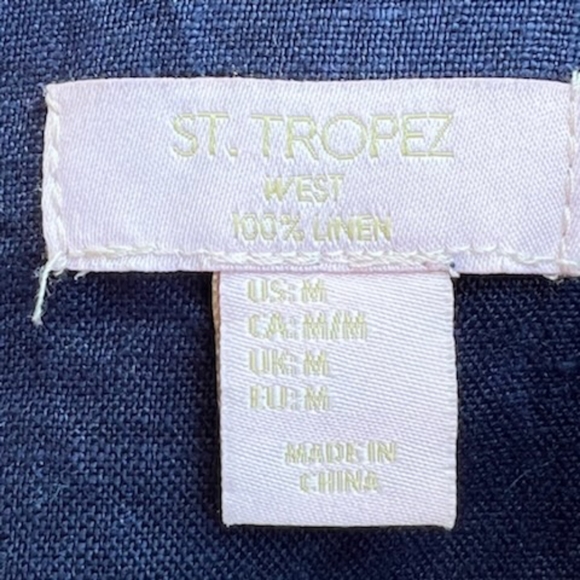 ST. TROPEZ
WEST
100% LINEN
US: M
CA: M/M
UK: M
EU: M
MADE IN
CHINA